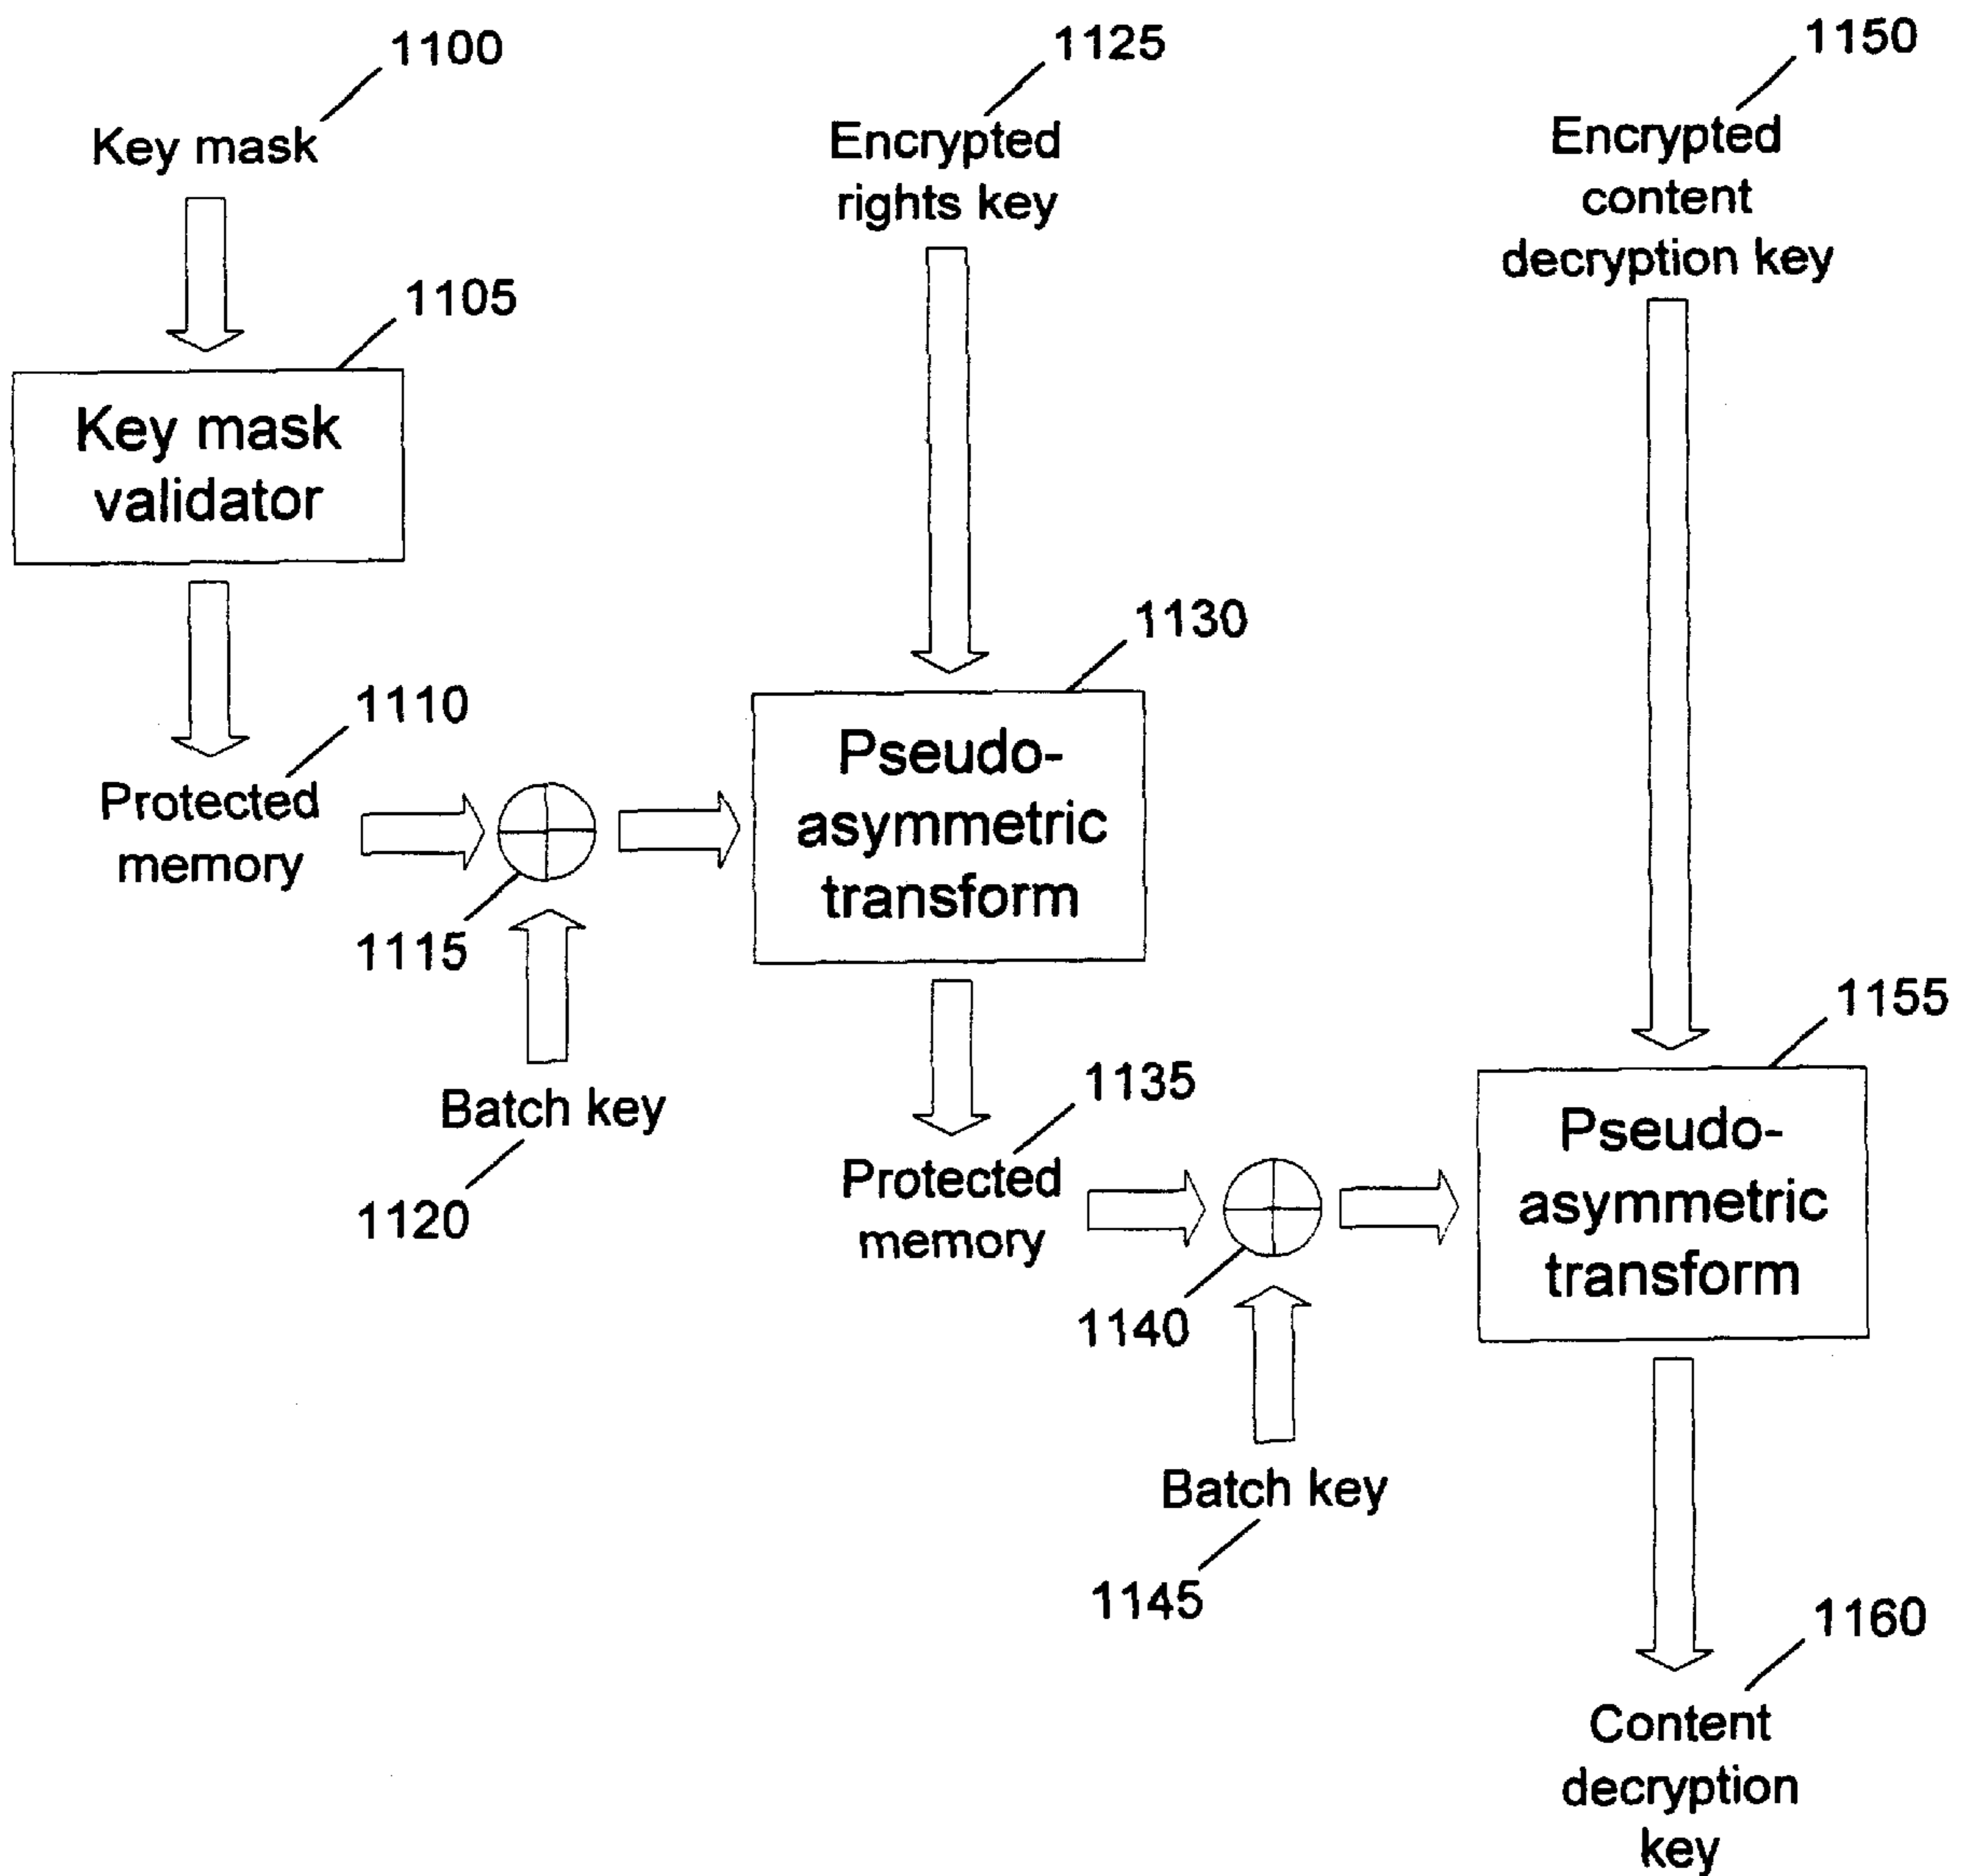 1100
Key mask
1105
Key mask
validator
1110
Protected
memory
1115
Batch key
1120
1125
Encrypted
rights key
1130
Pseudo-
asymmetric
transform
1135
Protected
memory
1140
Batch key
1145
1150
Encrypted
content
decryption key
1155
Pseudo-
asymmetric
transform
1160
Content
decryption
key